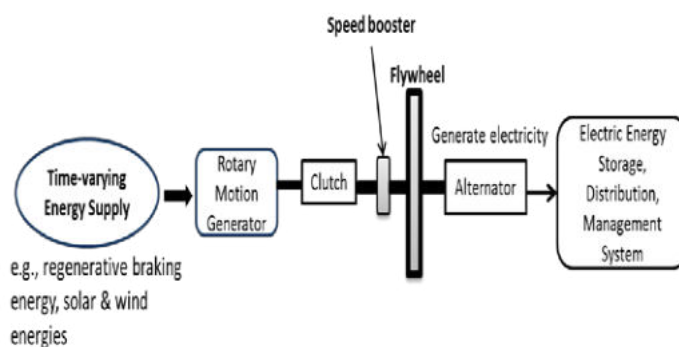 Speed booster
Flywheel
Time-varying
Energy Supply
e.g., regenerative braking
energy, solar & wind
energies
Rotary
Motion
Generator
Clutch
Generate electricity
Alternator
Electric Energy
Storage,
Distribution,
Management
System